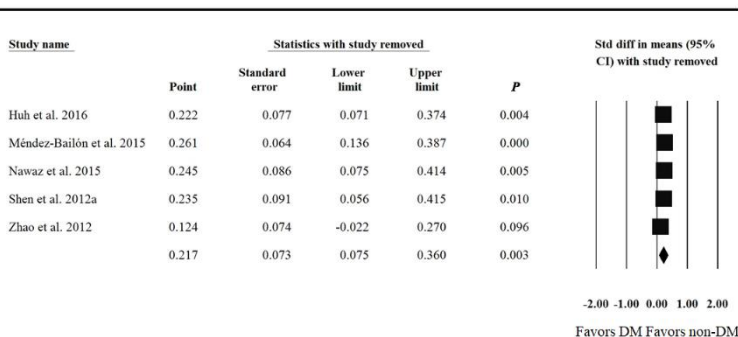 Study name Statistics with study removed Std diff in means (95%
CI) with study removed
Point Standard error Lower limit Upper limit P
Huh et al. 2016 0.222 0.077 0.071 0.374 0.004
Méndez-Bailón et al. 2015 0.261 0.064 0.136 0.387 0.000
Nawaz et al. 2015 0.245 0.086 0.075 0.414 0.005
Shen et al. 2012a 0.235 0.091 0.056 0.415 0.010
Zhao et al. 2012 0.124 0.074 -0.022 0.270 0.096
0.217 0.073 0.075 0.360 0.003
-2.00 -1.00 0.00 1.00 2.00
Favors DM Favors non-DM